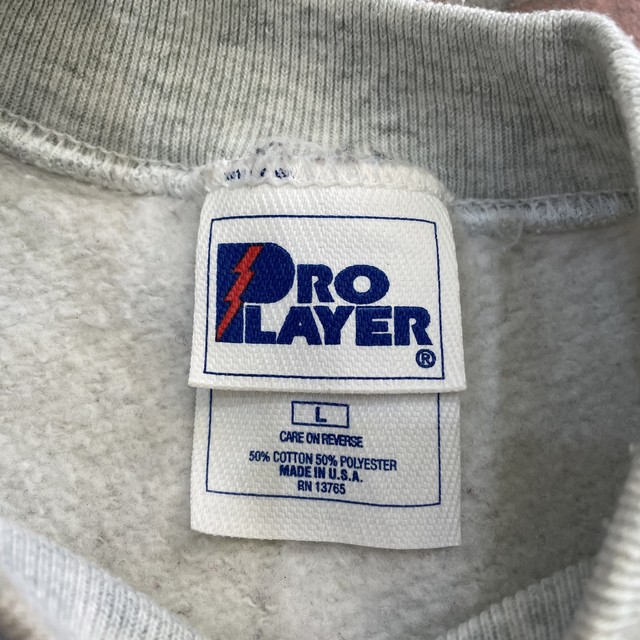 PRO
PLAYER®
L
CARE ON REVERSE
50% COTTON 50% POLYESTER
MADE IN U.S.A.
RN 13765